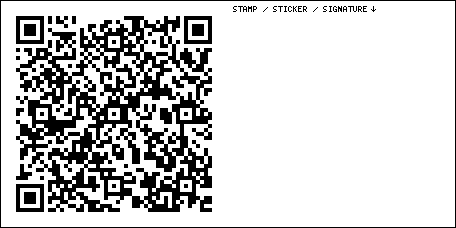 STAMP / STICKER / SIGNATURE ↓